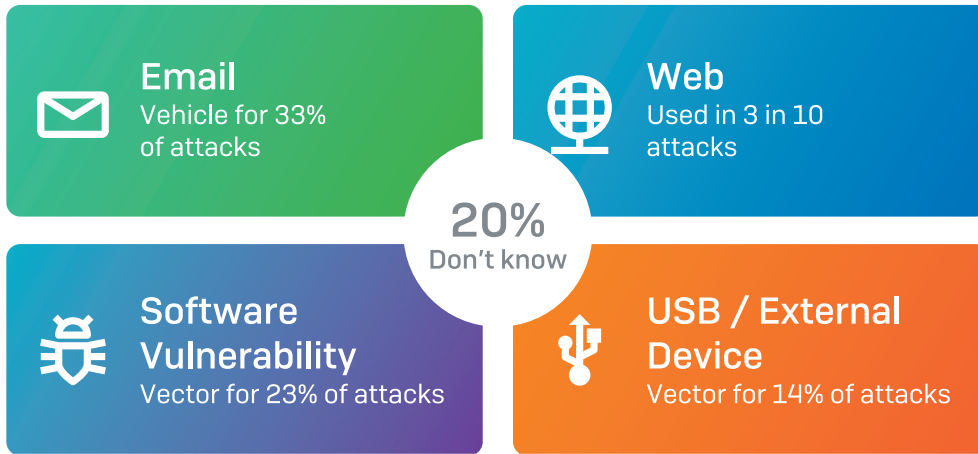 Email
Vehicle for 33%
of attacks
Web
Used in 3 in 10
attacks
20%
Don't know
Software
Vulnerability
Vector for 23% of attacks
USB / External
Device
Vector for 14% of attacks